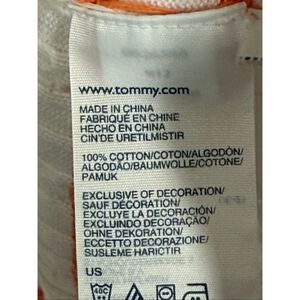 www.tommy.com
MADE IN CHINA
FABRIQUÉ EN CHINE
HECHO EN CHINA
CIN'DE URETILMISTIR
100% COTTON/COTON/ALGODÓN/
ALGODÃO/BAUMWOLLE/COTONE/
PAMUK
EXCLUSIVE OF DECORATION/
SAUF DÉCORATION/
EXCLUYE LA DECORACIÓN/
EXCLUINDO DECORAÇÃO/
OHNE DEKORATION/
ECCETTO DECORAZIONE/
SUSLEME HARICTIR
US
40C